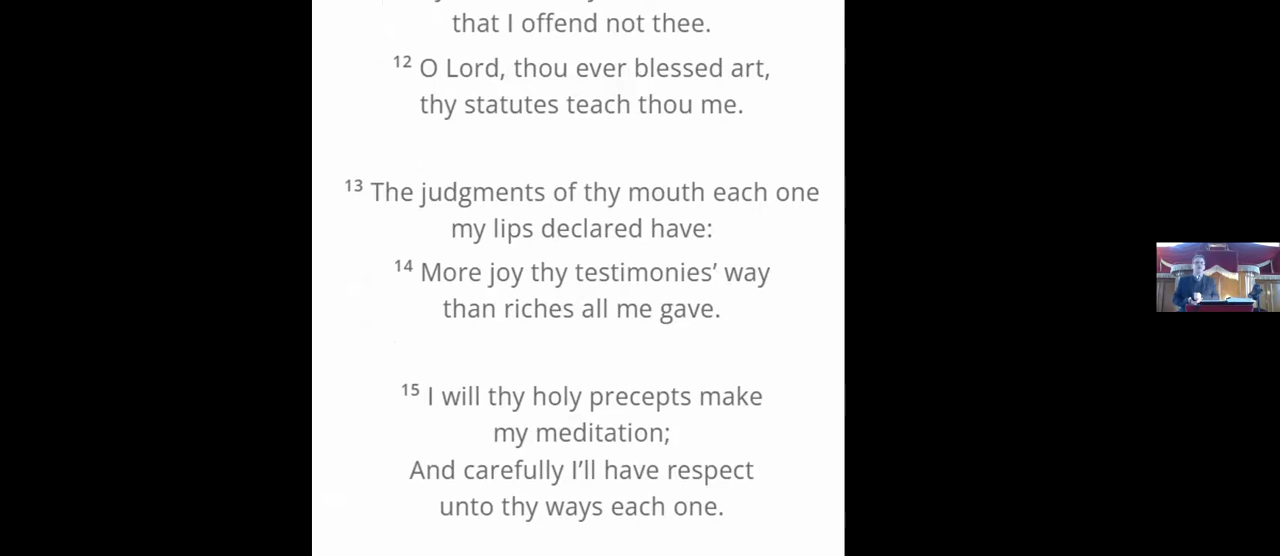 that I offend not thee.
12 O Lord, thou ever blessed art,
thy statutes teach thou me.
13 The judgments of thy mouth each one
my lips declared have:
14 More joy thy testimonies’ way
than riches all me gave.
15 I will thy holy precepts make
my meditation;
And carefully I’ll have respect
unto thy ways each one.